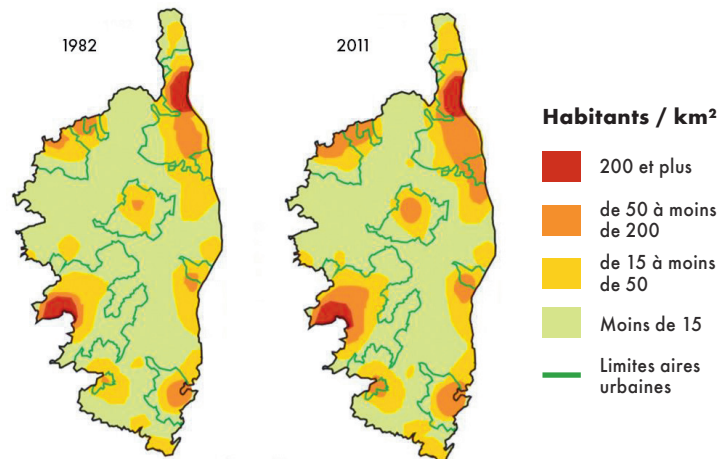 1982
2011
Habitants / km²
200 et plus
de 50 à moins
de 200
de 15 à moins
de 50
Moins de 15
Limites aires
urbaines